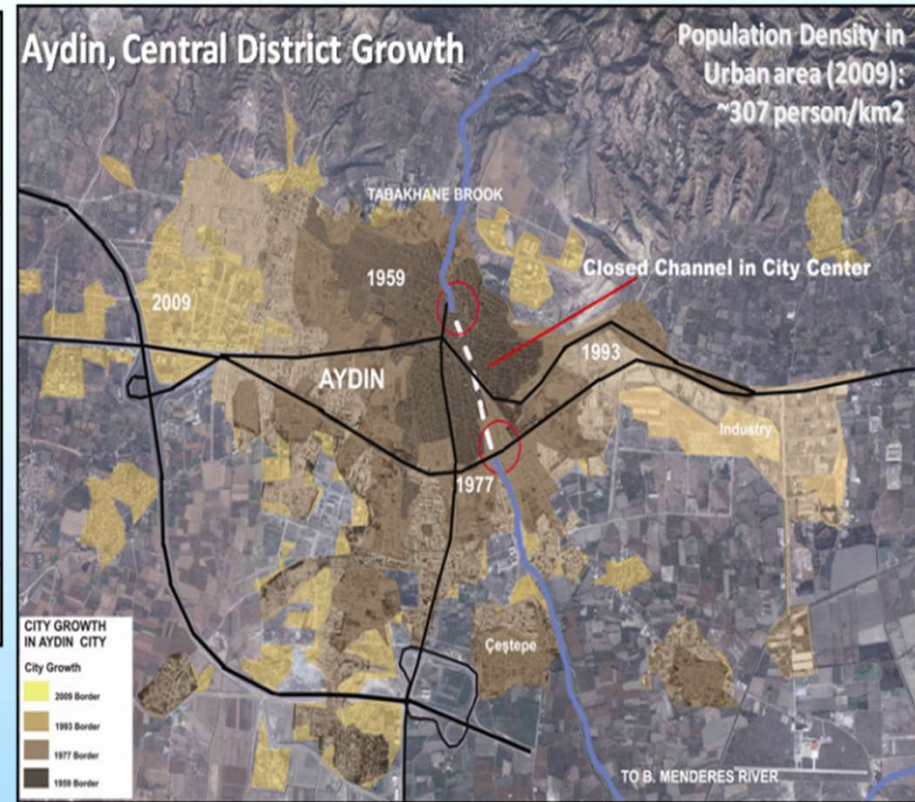 Aydin, Central District Growth
Population Density in
Urban area (2009):
~307 person/km2
TABAKHANE BROOK
1959
Closed Channel in City Center
2009
1993
AYDIN
Industry
1977
Çeştepe
CITY GROWTH
IN AYDIN CITY
City Growth
2009 Border
1993 Border
1977 Border
1959 Border
TO B. MENDERES RIVER